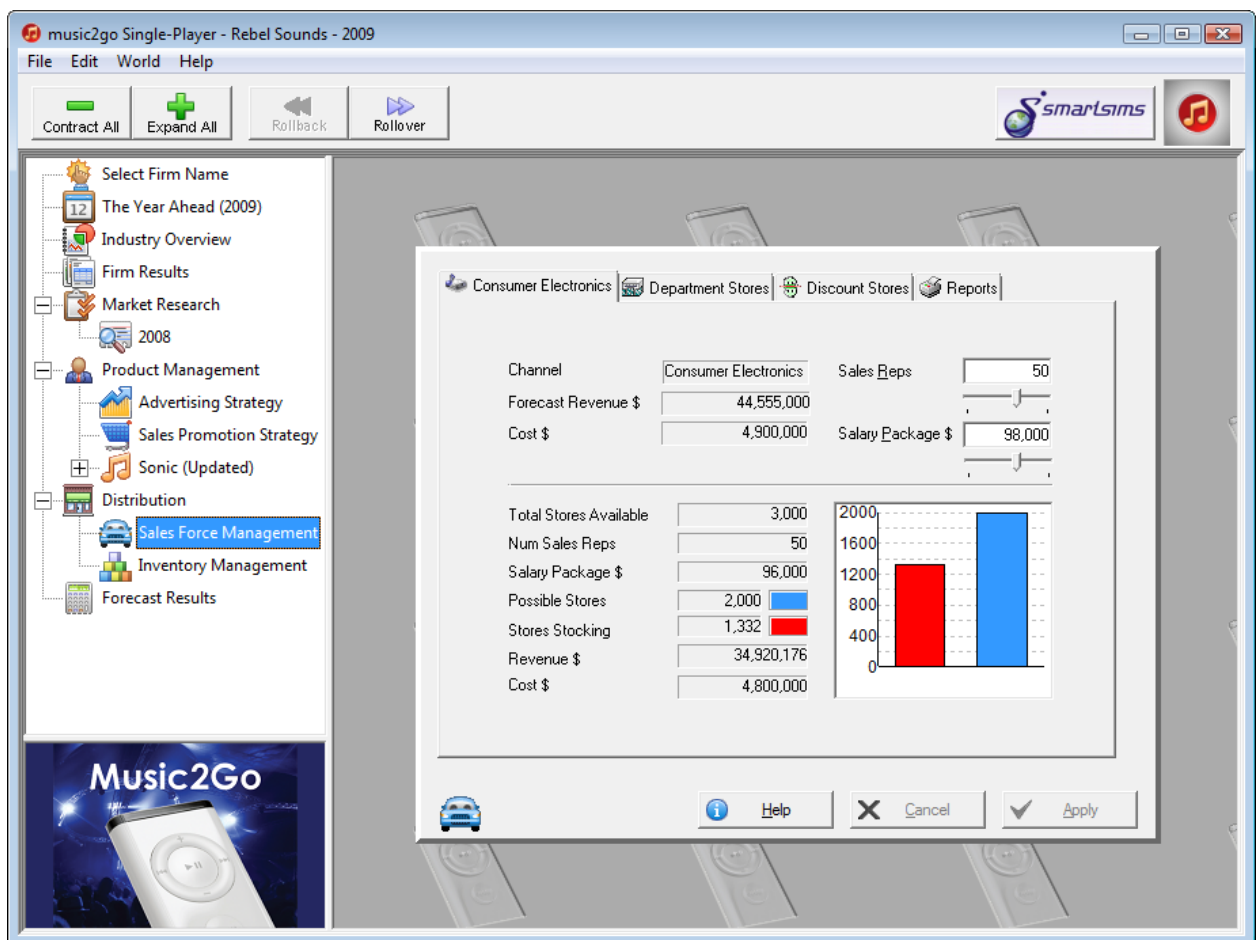 music2go Single-Player - Rebel Sounds - 2009
File Edit World Help
Contract All Expand All Rollback Rollover
smartsims
Select Firm Name
12 The Year Ahead (2009)
Industry Overview
Firm Results
Market Research
2008
Product Management
Advertising Strategy
Sales Promotion Strategy
Sonic (Updated)
Distribution
Sales Force Management
Inventory Management
Forecast Results
Music2Go
Consumer Electronics Department Stores Discount Stores Reports
Channel Consumer Electronics Sales Reps 50
Forecast Revenue $ 44,555,000
Cost $ 4,900,000 Salary Package $ 98,000
Total Stores Available 3,000
Num Sales Reps 50
Salary Package $ 96,000
Possible Stores 2,000
Stores Stocking 1,332
Revenue $ 34,920,176
Cost $ 4,800,000
2000
1600
1200
800
400
0
Help Cancel Apply